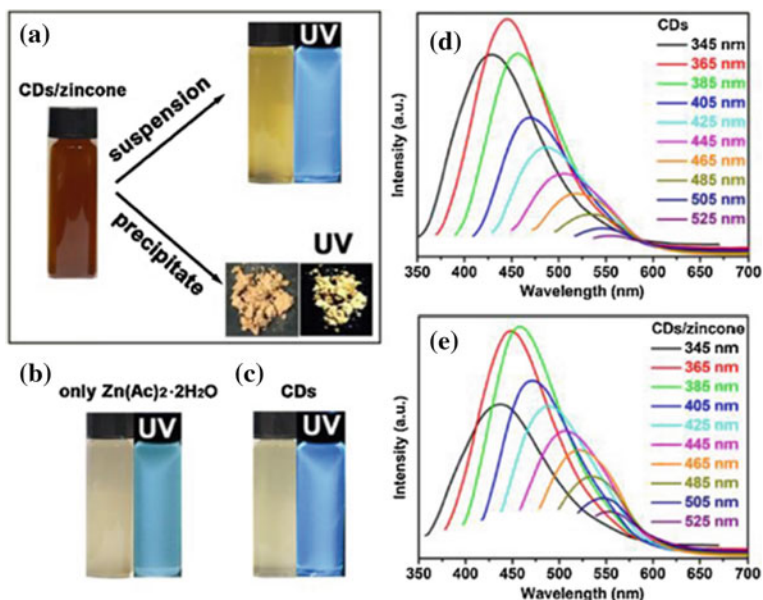 (a)
CDs/zincone
suspension
UV
precipitate
UV
(b)
only Zn(Ac)2·2H2O
UV
(c)
CDs
UV
(d)
CDs
345 nm
365 nm
385 nm
405 nm
425 nm
445 nm
465 nm
485 nm
505 nm
525 nm
Intensity (a.u.)
350 400 450 500 550 600 650 700
Wavelength (nm)
(e)
CDs/zincone
345 nm
365 nm
385 nm
405 nm
425 nm
445 nm
465 nm
485 nm
505 nm
525 nm
Intensity (a.u.)
350 400 450 500 550 600 650 700
Wavelength (nm)